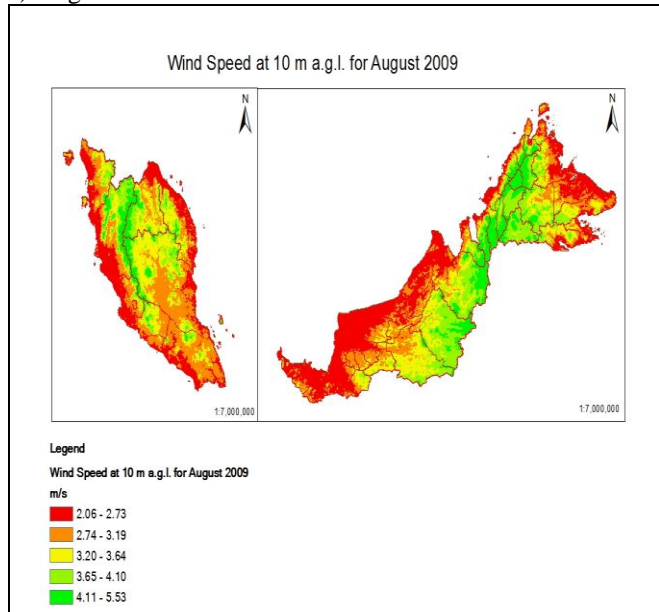 Wind Speed at 10 m a.g.l. for August 2009
N
N
1:7,000,000
1:7,000,000
Legend
Wind Speed at 10 m a.g.l. for August 2009
m/s
2.06 - 2.73
2.74 - 3.19
3.20 - 3.64
3.65 - 4.10
4.11 - 5.53